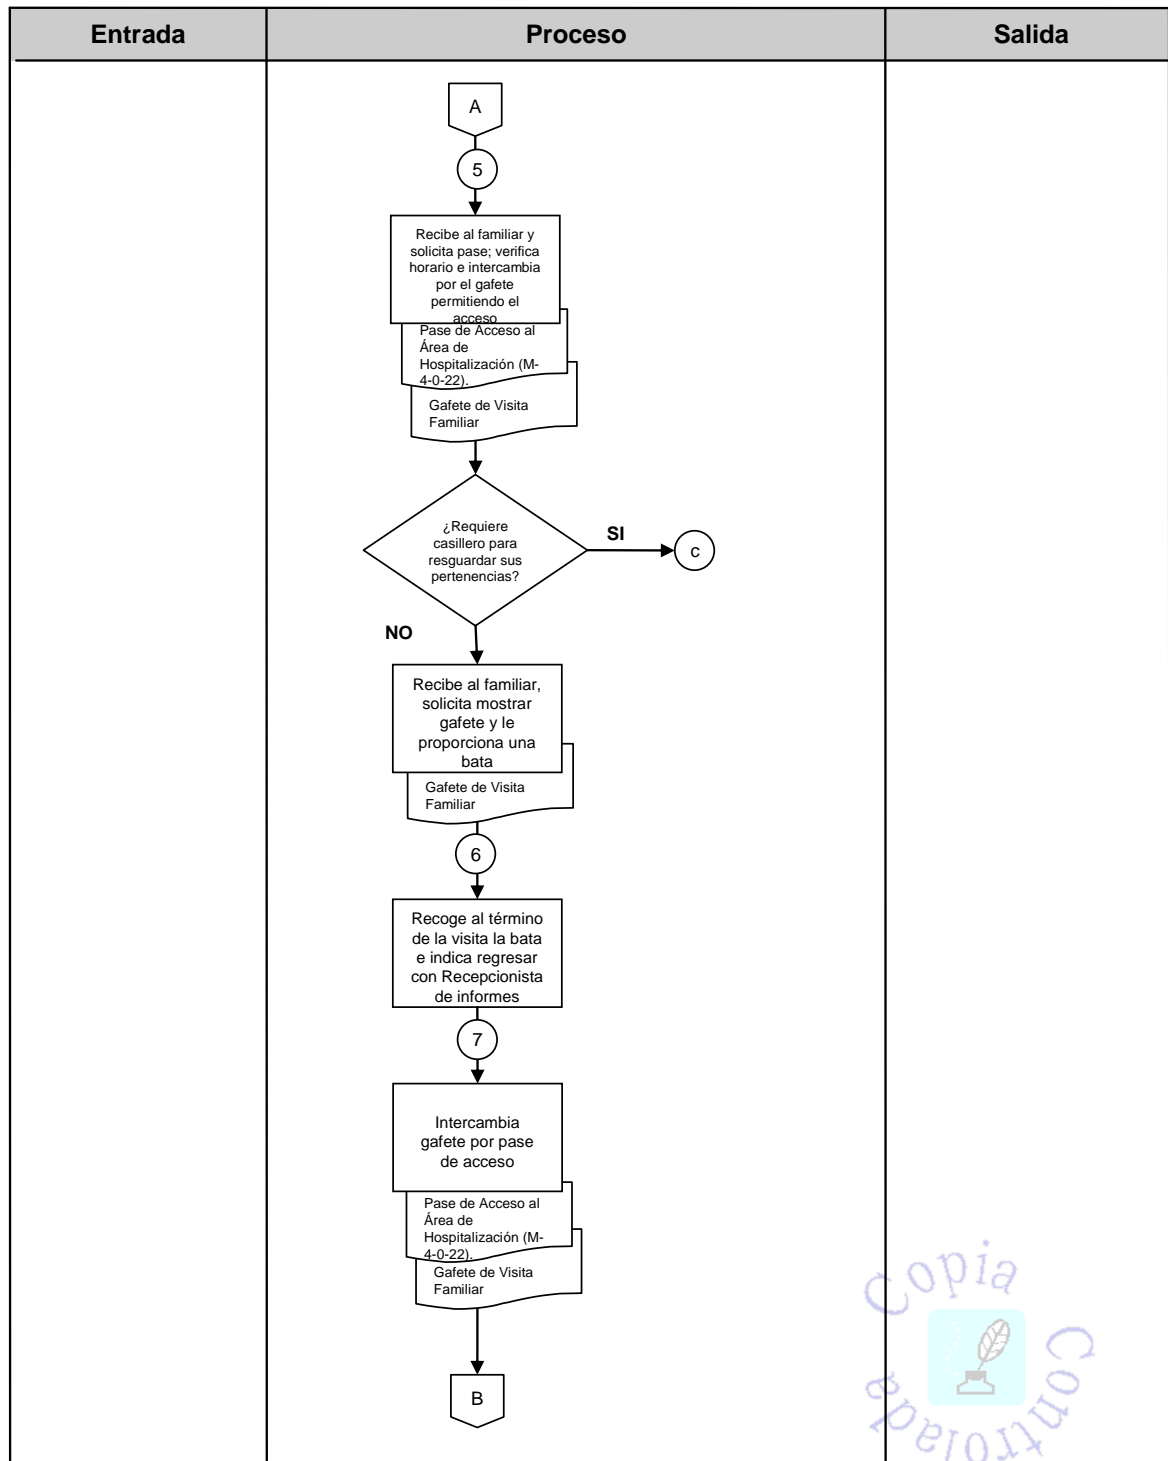 Entrada Proceso Salida
A
5
Recibe al familiar y
solicita pase; verifica
horario e intercambia
por el gafete
permitiendo el
acceso
Pase de Acceso al
Área de
Hospitalización (M-
4-0-22).
Gafete de Visita
Familiar
¿Requiere
casillero para
resguardar sus
pertenencias?
SI
c
NO
Recibe al familiar,
solicita mostrar
gafete y le
proporciona una
bata
Gafete de Visita
Familiar
6
Recoge al término
de la visita la bata
e indica regresar
con Recepcionista
de informes
7
Intercambia
gafete por pase
de acceso
Pase de Acceso al
Área de
Hospitalización (M-
4-0-22).
Gafete de Visita
Familiar
B
Copia
Controlada